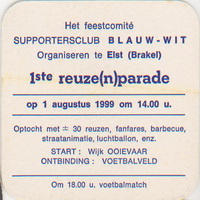 Het feestcomité
SUPPORTERSCLUB BLAUW-WIT
Organiseren te Elst (Brakel)
1ste reuze(n)parade
op 1 augustus 1999 om 14.00 u.
Optocht met ± 30 reuzen, fanfares, barbecue,
straatanimatie, luchtballon, enz.
START : Wijk OOIEVAAR
ONTBINDING : VOETBALVELD
Om 18.00 u. voetbalmatch